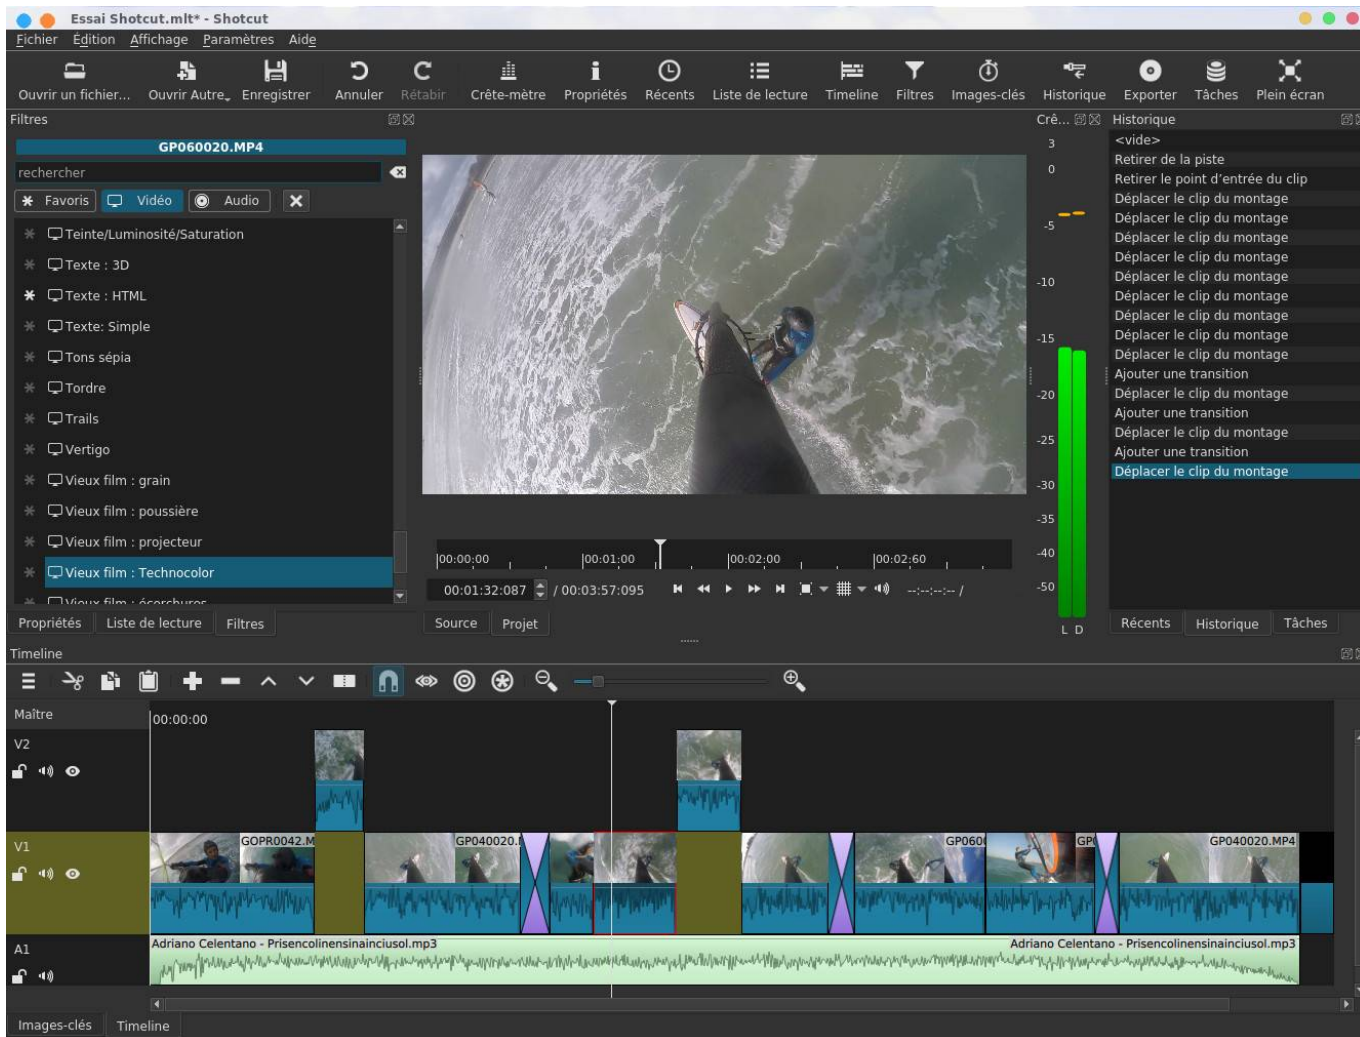 Essai Shotcut.mlt* - Shotcut
Fichier Édition Affichage Paramètres Aide
Ouvrir un fichier... Ouvrir Autre Enregistrer Annuler Rétabir Crête-mètre Propriétés Récents Liste de lecture Timeline Filtres Images-clés Historique Exporter Tâches Plein écran
Filtres
GP060020.MP4
rechercher
Favoris Vidéo Audio
Teinte/Luminosité/Saturation
Texte : 3D
Texte : HTML
Texte: Simple
Tons sépia
Tordre
Trails
Vertigo
Vieux film : grain
Vieux film : poussière
Vieux film : projecteur
Vieux film : Technocolor
Vieux film : écorchures
Propriétés Liste de lecture Filtres
00:00:00 00:01:00 00:02:00 00:02:60
00:01:32:087 / 00:03:57:095 --:--:--:-- /
Source Projet
Crê...
3
0
-5
-10
-15
-20
-25
-30
-35
-40
-50
L D
Historique
<vide>
Retirer de la piste
Retirer le point d'entrée du clip
Déplacer le clip du montage
Déplacer le clip du montage
Déplacer le clip du montage
Déplacer le clip du montage
Déplacer le clip du montage
Déplacer le clip du montage
Déplacer le clip du montage
Déplacer le clip du montage
Déplacer le clip du montage
Ajouter une transition
Déplacer le clip du montage
Ajouter une transition
Déplacer le clip du montage
Ajouter une transition
Déplacer le clip du montage
Récents Historique Tâches
Timeline
Maître 00:00:00
V2
V1 GOPR0042.M GP040020.M GP060 GP GP040020.MP4
A1 Adriano Celentano - Prisencolinensinainciusol.mp3 Adriano Celentano - Prisencolinensinainciusol.mp3
Images-clés Timeline